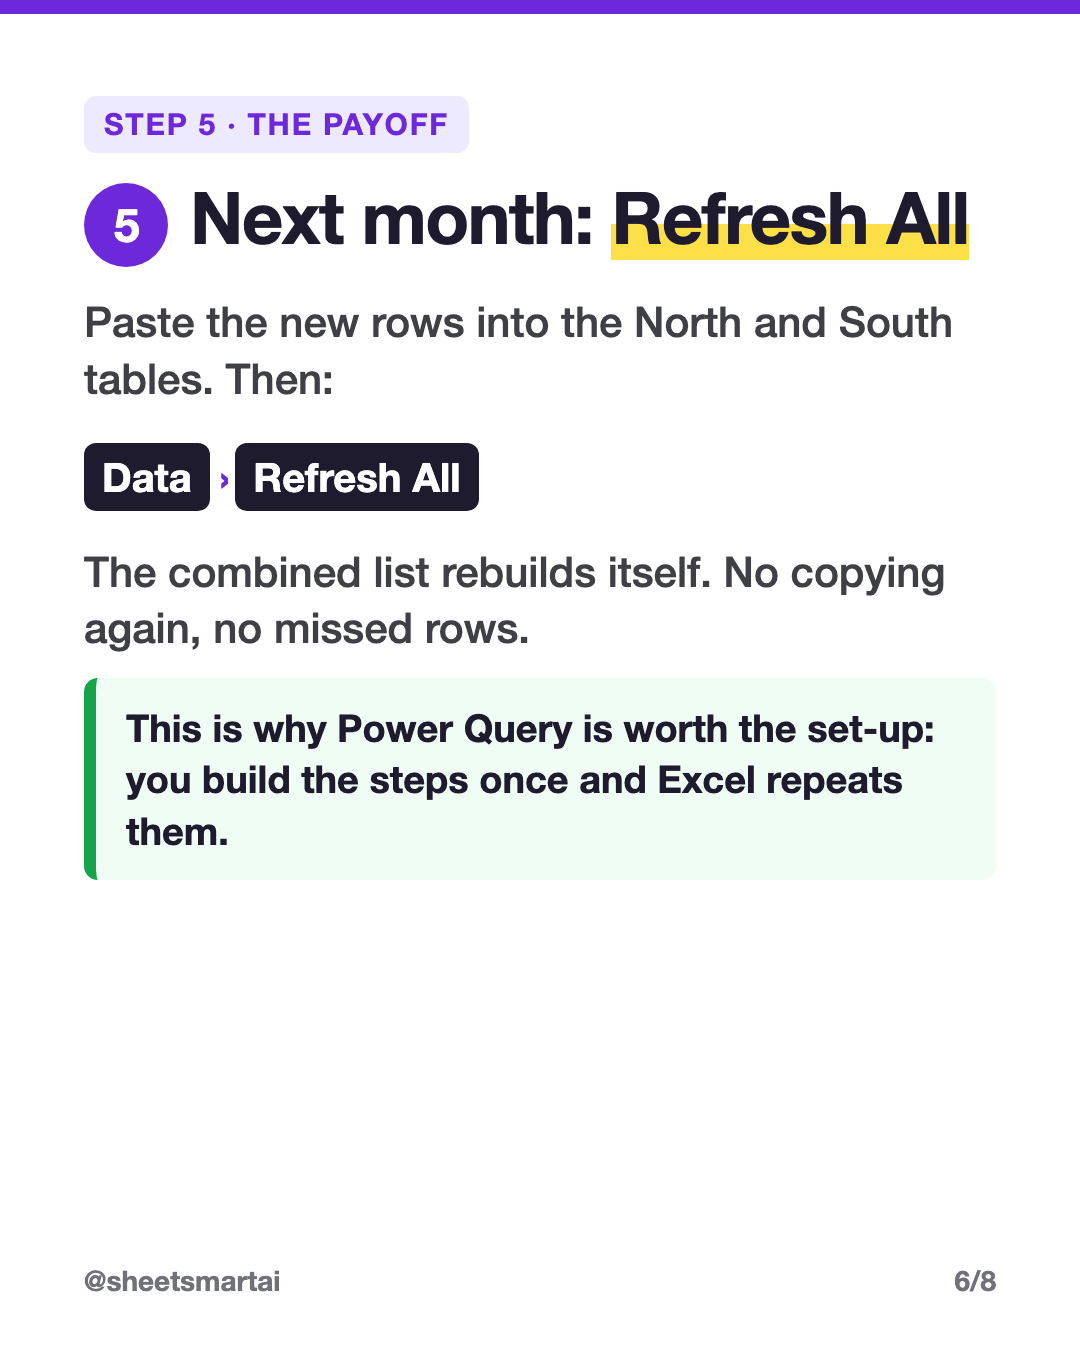 STEP 5 · THE PAYOFF
5 Next month: Refresh All
Paste the new rows into the North and South
tables. Then:
Data › Refresh All
The combined list rebuilds itself. No copying
again, no missed rows.
This is why Power Query is worth the set-up:
you build the steps once and Excel repeats
them.
@sheetsmartai 6/8